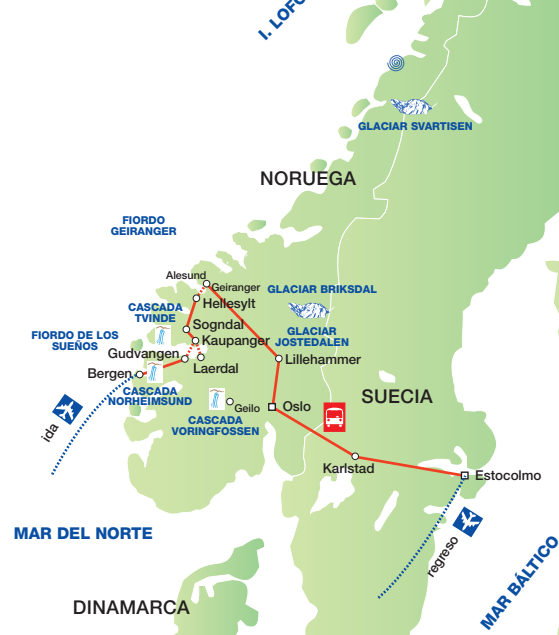 I. LOFO
GLACIAR SVARTISEN
NORUEGA
FIORDO
GEIRANGER
Alesund
Geiranger
GLACIAR BRIKSDAL
Hellesylt
CASCADA
TVINDE
Sogndal
GLACIAR
JOSTEDALEN
FIORDO DE LOS
SUEÑOS
Kaupanger
Gudvangen
Lillehammer
Laerdal
Bergen
CASCADA
NORHEIMSUND
SUECIA
Geilo
Oslo
CASCADA
VORINGFOSSEN
ida
Karlstad
Estocolmo
MAR DEL NORTE
regreso
MAR BÁLTICO
DINAMARCA